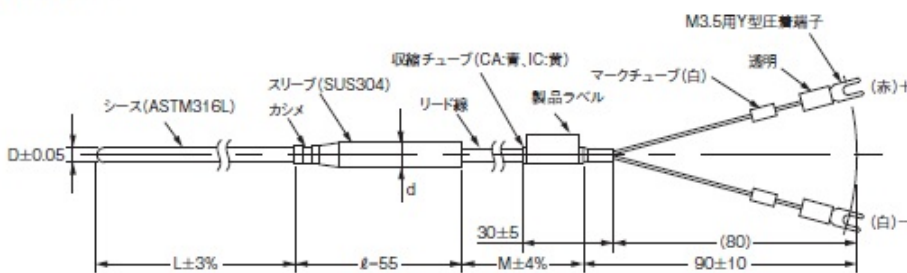 M3.5用Y型圧着端子
収縮チューブ(CA:青、IC:黄)
透明
マークチューブ(白)
スリーブ(SUS304)
(赤)+
シース(ASTM316L)
カシメ
リード線
製品ラベル
D±0.05
d
(白)−
30±5
(80)
L±3%
ℓ=55
M±4%
90±10